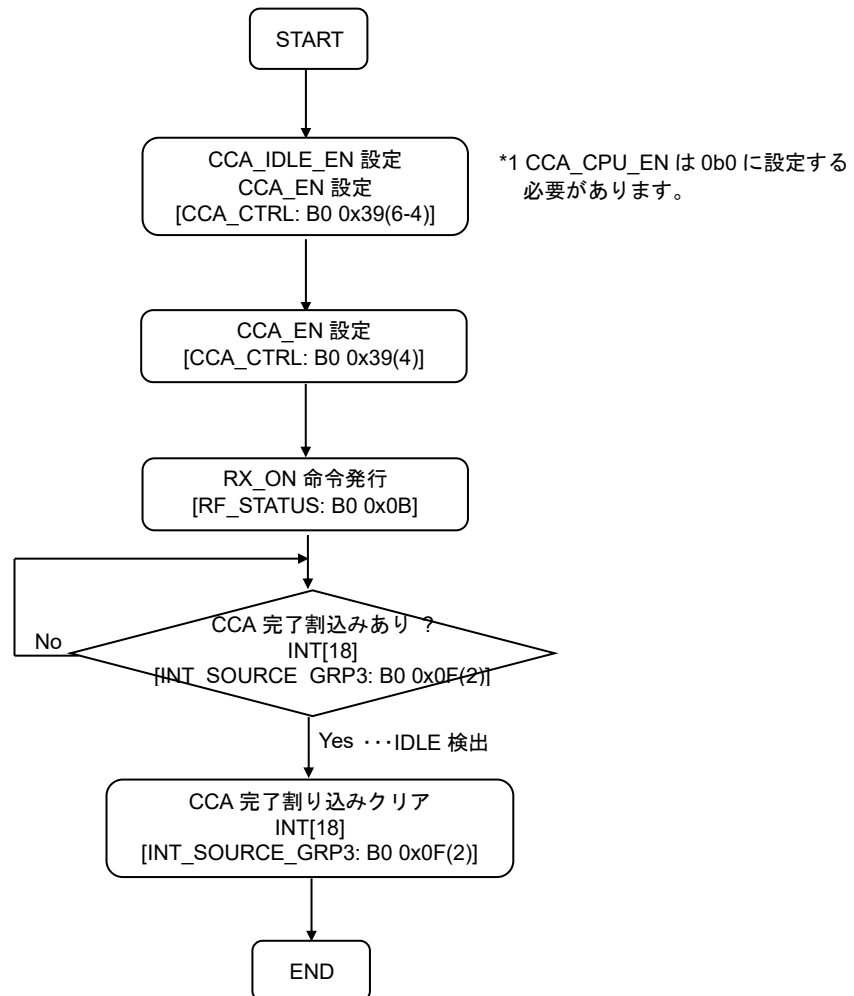 START
CCA_IDLE_EN 設定
CCA_EN 設定
[CCA_CTRL: B0 0x39(6-4)]
*1 CCA_CPU_EN は 0b0 に設定する
必要があります。
CCA_EN 設定
[CCA_CTRL: B0 0x39(4)]
RX_ON 命令発行
[RF_STATUS: B0 0x0B]
CCA 完了割込みあり ?
INT[18]
[INT_SOURCE_GRP3: B0 0x0F(2)]
No
Yes ・・・IDLE 検出
CCA 完了割り込みクリア
INT[18]
[INT_SOURCE_GRP3: B0 0x0F(2)]
END